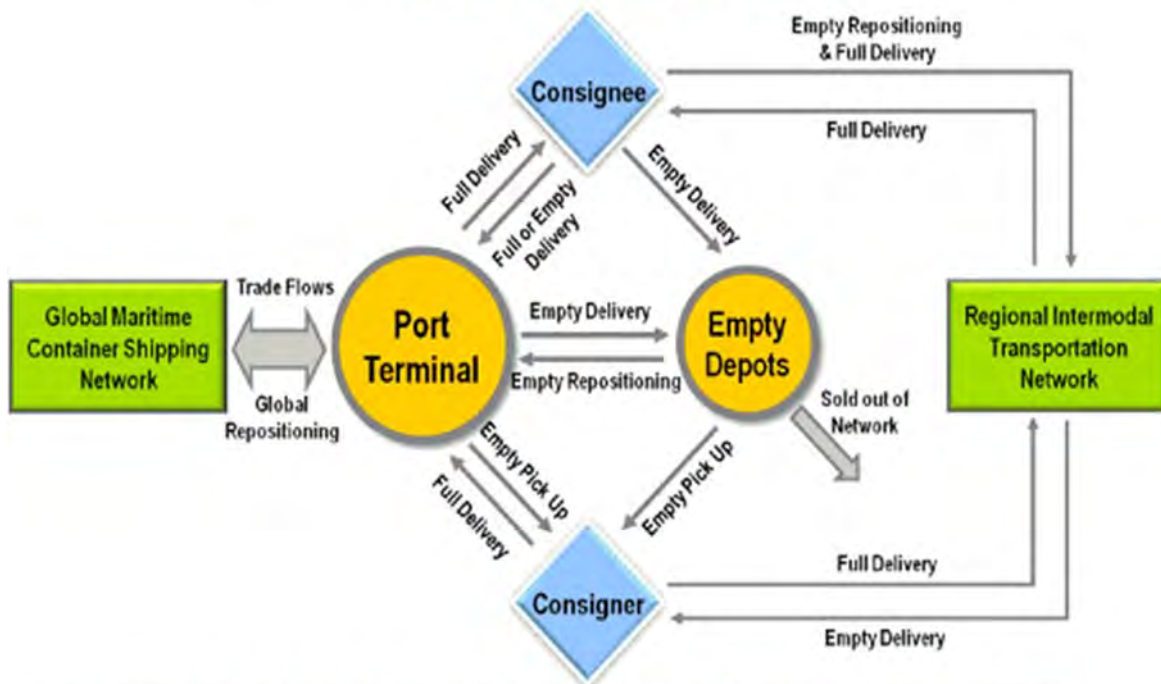 Empty Repositioning
& Full Delivery
Consignee
Full Delivery
Full Delivery
Full or Empty
Delivery
Empty Delivery
Trade Flows
Global Maritime
Container Shipping
Network
Global
Repositioning
Port
Terminal
Empty Delivery
Empty Repositioning
Empty
Depots
Regional Intermodal
Transportation
Network
Sold out of
Network
Empty Pick Up
Full Delivery
Empty Pick Up
Consigner
Full Delivery
Empty Delivery